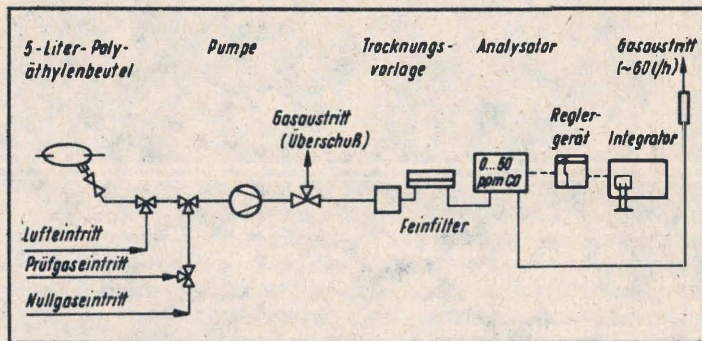 5-Liter-Poly-
äthylenbeutel
Pumpe
Trocknungs-
vorlage
Analysator
Gasaustritt
(~60 l/h)
Gasaustritt
(Überschuß)
Regler-
gerät
Integrator
0...50
ppm CO
Feinfilter
Lufteintritt
Prüfgaseintritt
Nullgaseintritt